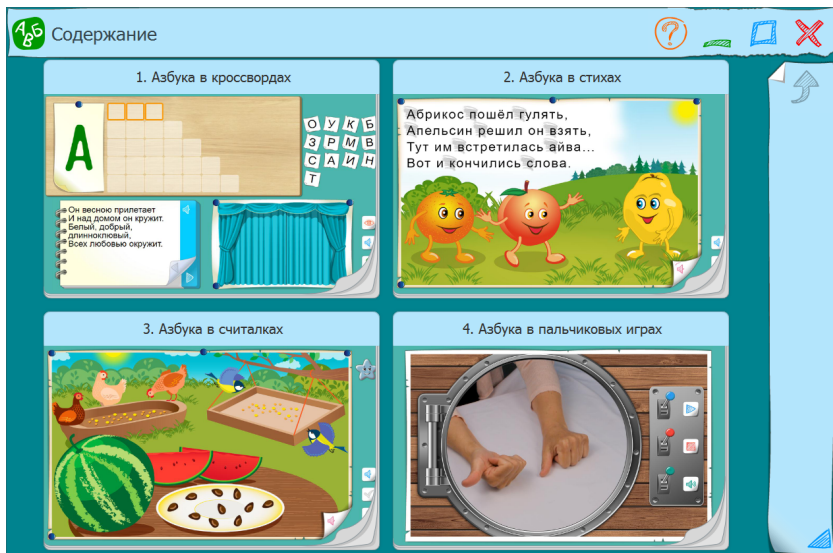 АБВ
Содержание
1. Азбука в кроссвордах
А
О У К Б
З Р М В
С А И Н
Т
Он весною прилетает
И над домом он кружит.
Белый, добрый,
длинноклювый,
Всех любовью окружит.
2. Азбука в стихах
Абрикос пошёл гулять,
Апельсин решил он взять,
Тут им встретилась айва...
Вот и кончились слова.
3. Азбука в считалках
4. Азбука в пальчиковых играх